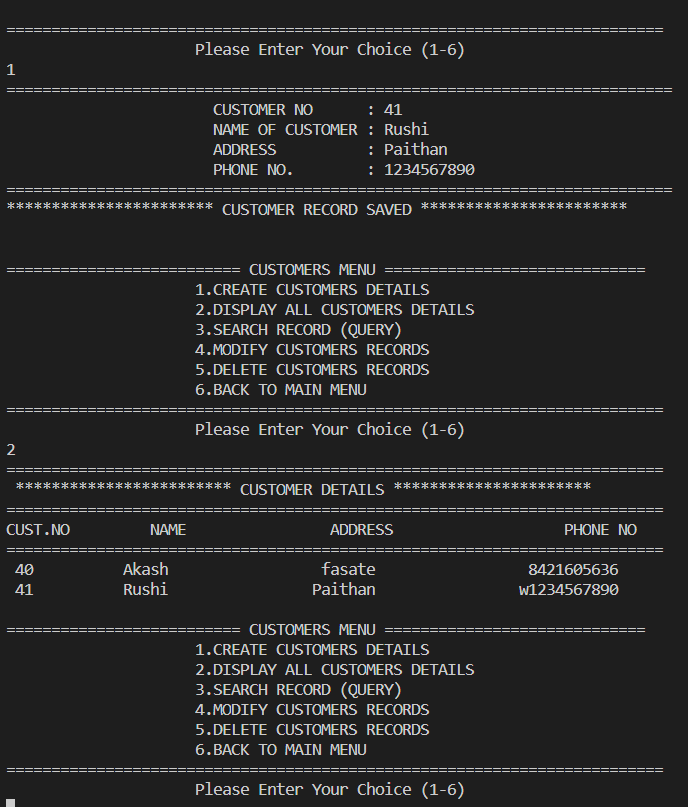 =========================================================================
Please Enter Your Choice (1-6)
1
==========================================================================
CUSTOMER NO      : 41
NAME OF CUSTOMER : Rushi
ADDRESS          : Paithan
PHONE NO.        : 1234567890
==========================================================================
*********************** CUSTOMER RECORD SAVED ***********************
========================== CUSTOMERS MENU =============================
1.CREATE CUSTOMERS DETAILS
2.DISPLAY ALL CUSTOMERS DETAILS
3.SEARCH RECORD (QUERY)
4.MODIFY CUSTOMERS RECORDS
5.DELETE CUSTOMERS RECORDS
6.BACK TO MAIN MENU
=========================================================================
Please Enter Your Choice (1-6)
2
=========================================================================
************************ CUSTOMER DETAILS **********************
=========================================================================
CUST.NO         NAME                ADDRESS                   PHONE NO
=========================================================================
40          Akash                 fasate                 8421605636
41          Rushi                Paithan                w1234567890
========================== CUSTOMERS MENU =============================
1.CREATE CUSTOMERS DETAILS
2.DISPLAY ALL CUSTOMERS DETAILS
3.SEARCH RECORD (QUERY)
4.MODIFY CUSTOMERS RECORDS
5.DELETE CUSTOMERS RECORDS
6.BACK TO MAIN MENU
=========================================================================
Please Enter Your Choice (1-6)